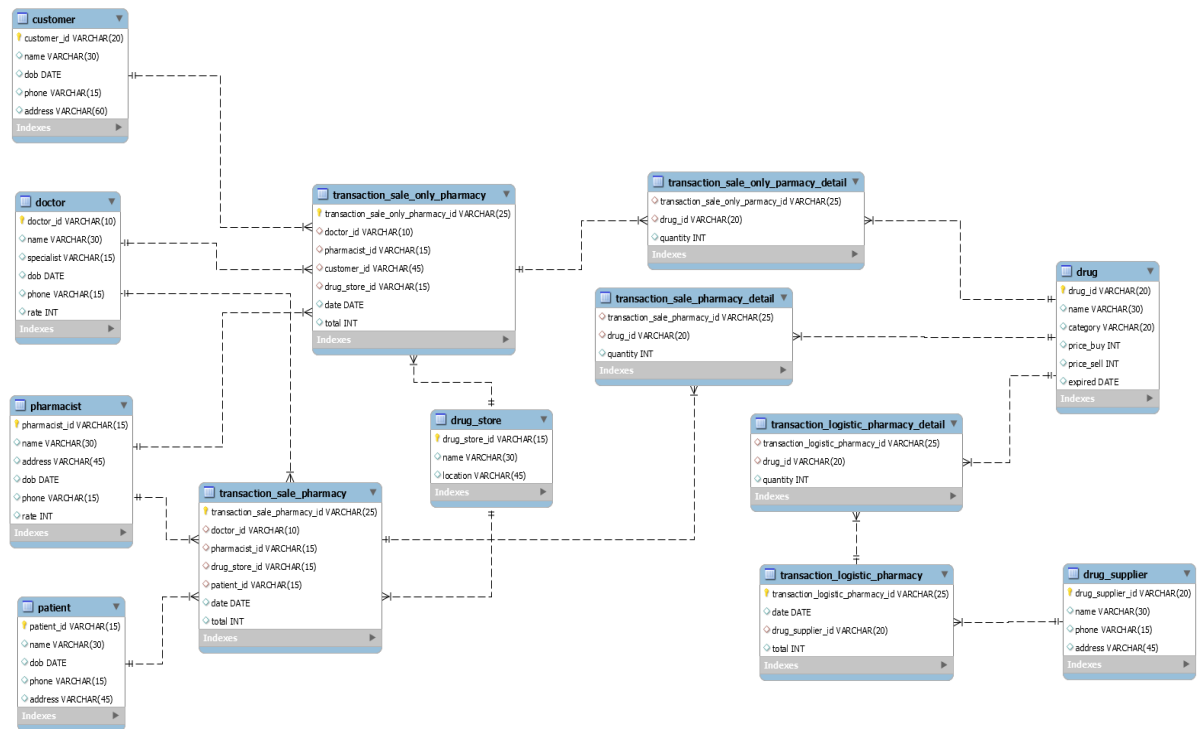 customer
customer_id VARCHAR(20)
name VARCHAR(30)
dob DATE
phone VARCHAR(15)
address VARCHAR(60)
Indexes
doctor
doctor_id VARCHAR(10)
name VARCHAR(30)
specialist VARCHAR(15)
dob DATE
phone VARCHAR(15)
rate INT
Indexes
pharmacist
pharmacist_id VARCHAR(15)
name VARCHAR(30)
address VARCHAR(45)
dob DATE
phone VARCHAR(15)
rate INT
Indexes
patient
patient_id VARCHAR(15)
name VARCHAR(30)
dob DATE
phone VARCHAR(15)
address VARCHAR(45)
Indexes
transaction_sale_only_pharmacy
transaction_sale_only_pharmacy_id VARCHAR(25)
doctor_id VARCHAR(10)
pharmacist_id VARCHAR(15)
customer_id VARCHAR(45)
drug_store_id VARCHAR(15)
date DATE
total INT
Indexes
drug_store
drug_store_id VARCHAR(15)
name VARCHAR(30)
location VARCHAR(45)
Indexes
transaction_sale_pharmacy
transaction_sale_pharmacy_id VARCHAR(25)
doctor_id VARCHAR(10)
pharmacist_id VARCHAR(15)
drug_store_id VARCHAR(15)
patient_id VARCHAR(15)
date DATE
total INT
Indexes
transaction_sale_only_parmacy_detail
transaction_sale_only_parmacy_id VARCHAR(25)
drug_id VARCHAR(20)
quantity INT
Indexes
transaction_sale_pharmacy_detail
transaction_sale_pharmacy_id VARCHAR(25)
drug_id VARCHAR(20)
quantity INT
Indexes
transaction_logistic_pharmacy_detail
transaction_logistic_pharmacy_id VARCHAR(25)
drug_id VARCHAR(20)
quantity INT
Indexes
transaction_logistic_pharmacy
transaction_logistic_pharmacy_id VARCHAR(25)
date DATE
drug_supplier_id VARCHAR(20)
total INT
Indexes
drug
drug_id VARCHAR(20)
name VARCHAR(30)
category VARCHAR(20)
price_buy INT
price_sell INT
expired DATE
Indexes
drug_supplier
drug_supplier_id VARCHAR(20)
name VARCHAR(30)
phone VARCHAR(15)
address VARCHAR(45)
Indexes